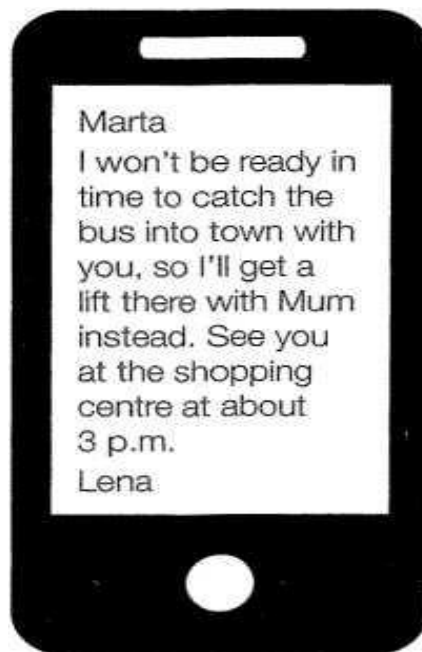 Marta
I won't be ready in
time to catch the
bus into town with
you, so I'll get a
lift there with Mum
instead. See you
at the shopping
centre at about
3 p.m.
Lena